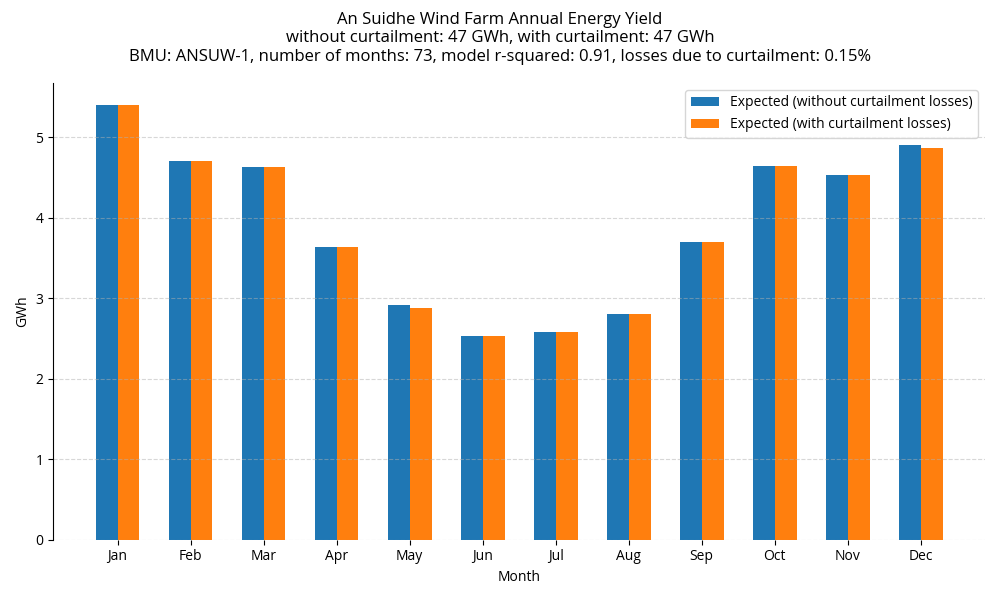 An Suidhe Wind Farm Annual Energy Yield
without curtailment: 47 GWh, with curtailment: 47 GWh
BMU: ANSUW-1, number of months: 73, model r-squared: 0.91, losses due to curtailment: 0.15%
Expected (without curtailment losses)
Expected (with curtailment losses)
GWh
5
4
3
2
1
0
Jan Feb Mar Apr May Jun Jul Aug Sep Oct Nov Dec
Month